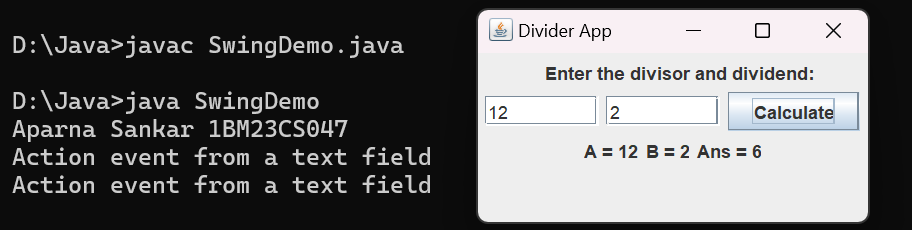 D:\Java>javac SwingDemo.java
D:\Java>java SwingDemo
Aparna Sankar 1BM23CS047
Action event from a text field
Action event from a text field
Divider App
Enter the divisor and dividend:
12 2 Calculate
A = 12 B = 2 Ans = 6